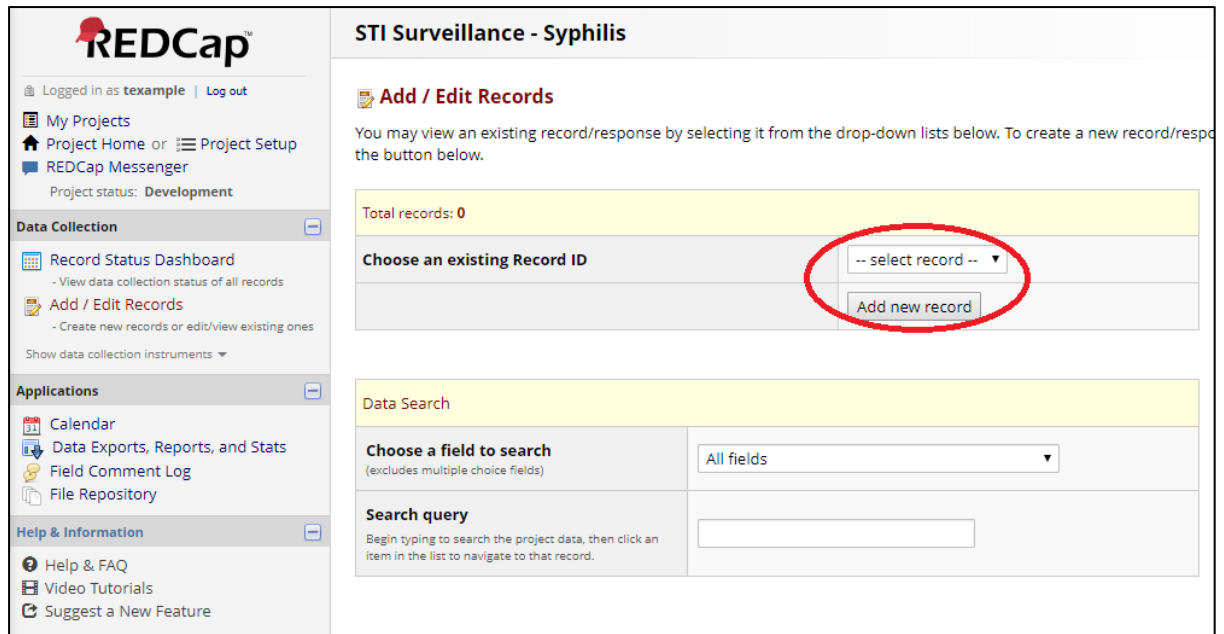 REDCap™
Logged in as texample | Log out
My Projects
Project Home or Project Setup
REDCap Messenger
Project status: Development
Data Collection
Record Status Dashboard
- View data collection status of all records
Add / Edit Records
- Create new records or edit/view existing ones
Show data collection instruments
Applications
31
Calendar
Data Exports, Reports, and Stats
Field Comment Log
File Repository
Help & Information
Help & FAQ
Video Tutorials
Suggest a New Feature
STI Surveillance - Syphilis
Add / Edit Records
You may view an existing record/response by selecting it from the drop-down lists below. To create a new record/respo
the button below.
Total records: 0
Choose an existing Record ID
-- select record --
Add new record
Data Search
Choose a field to search
(excludes multiple choice fields)
All fields
Search query
Begin typing to search the project data, then click an
item in the list to navigate to that record.